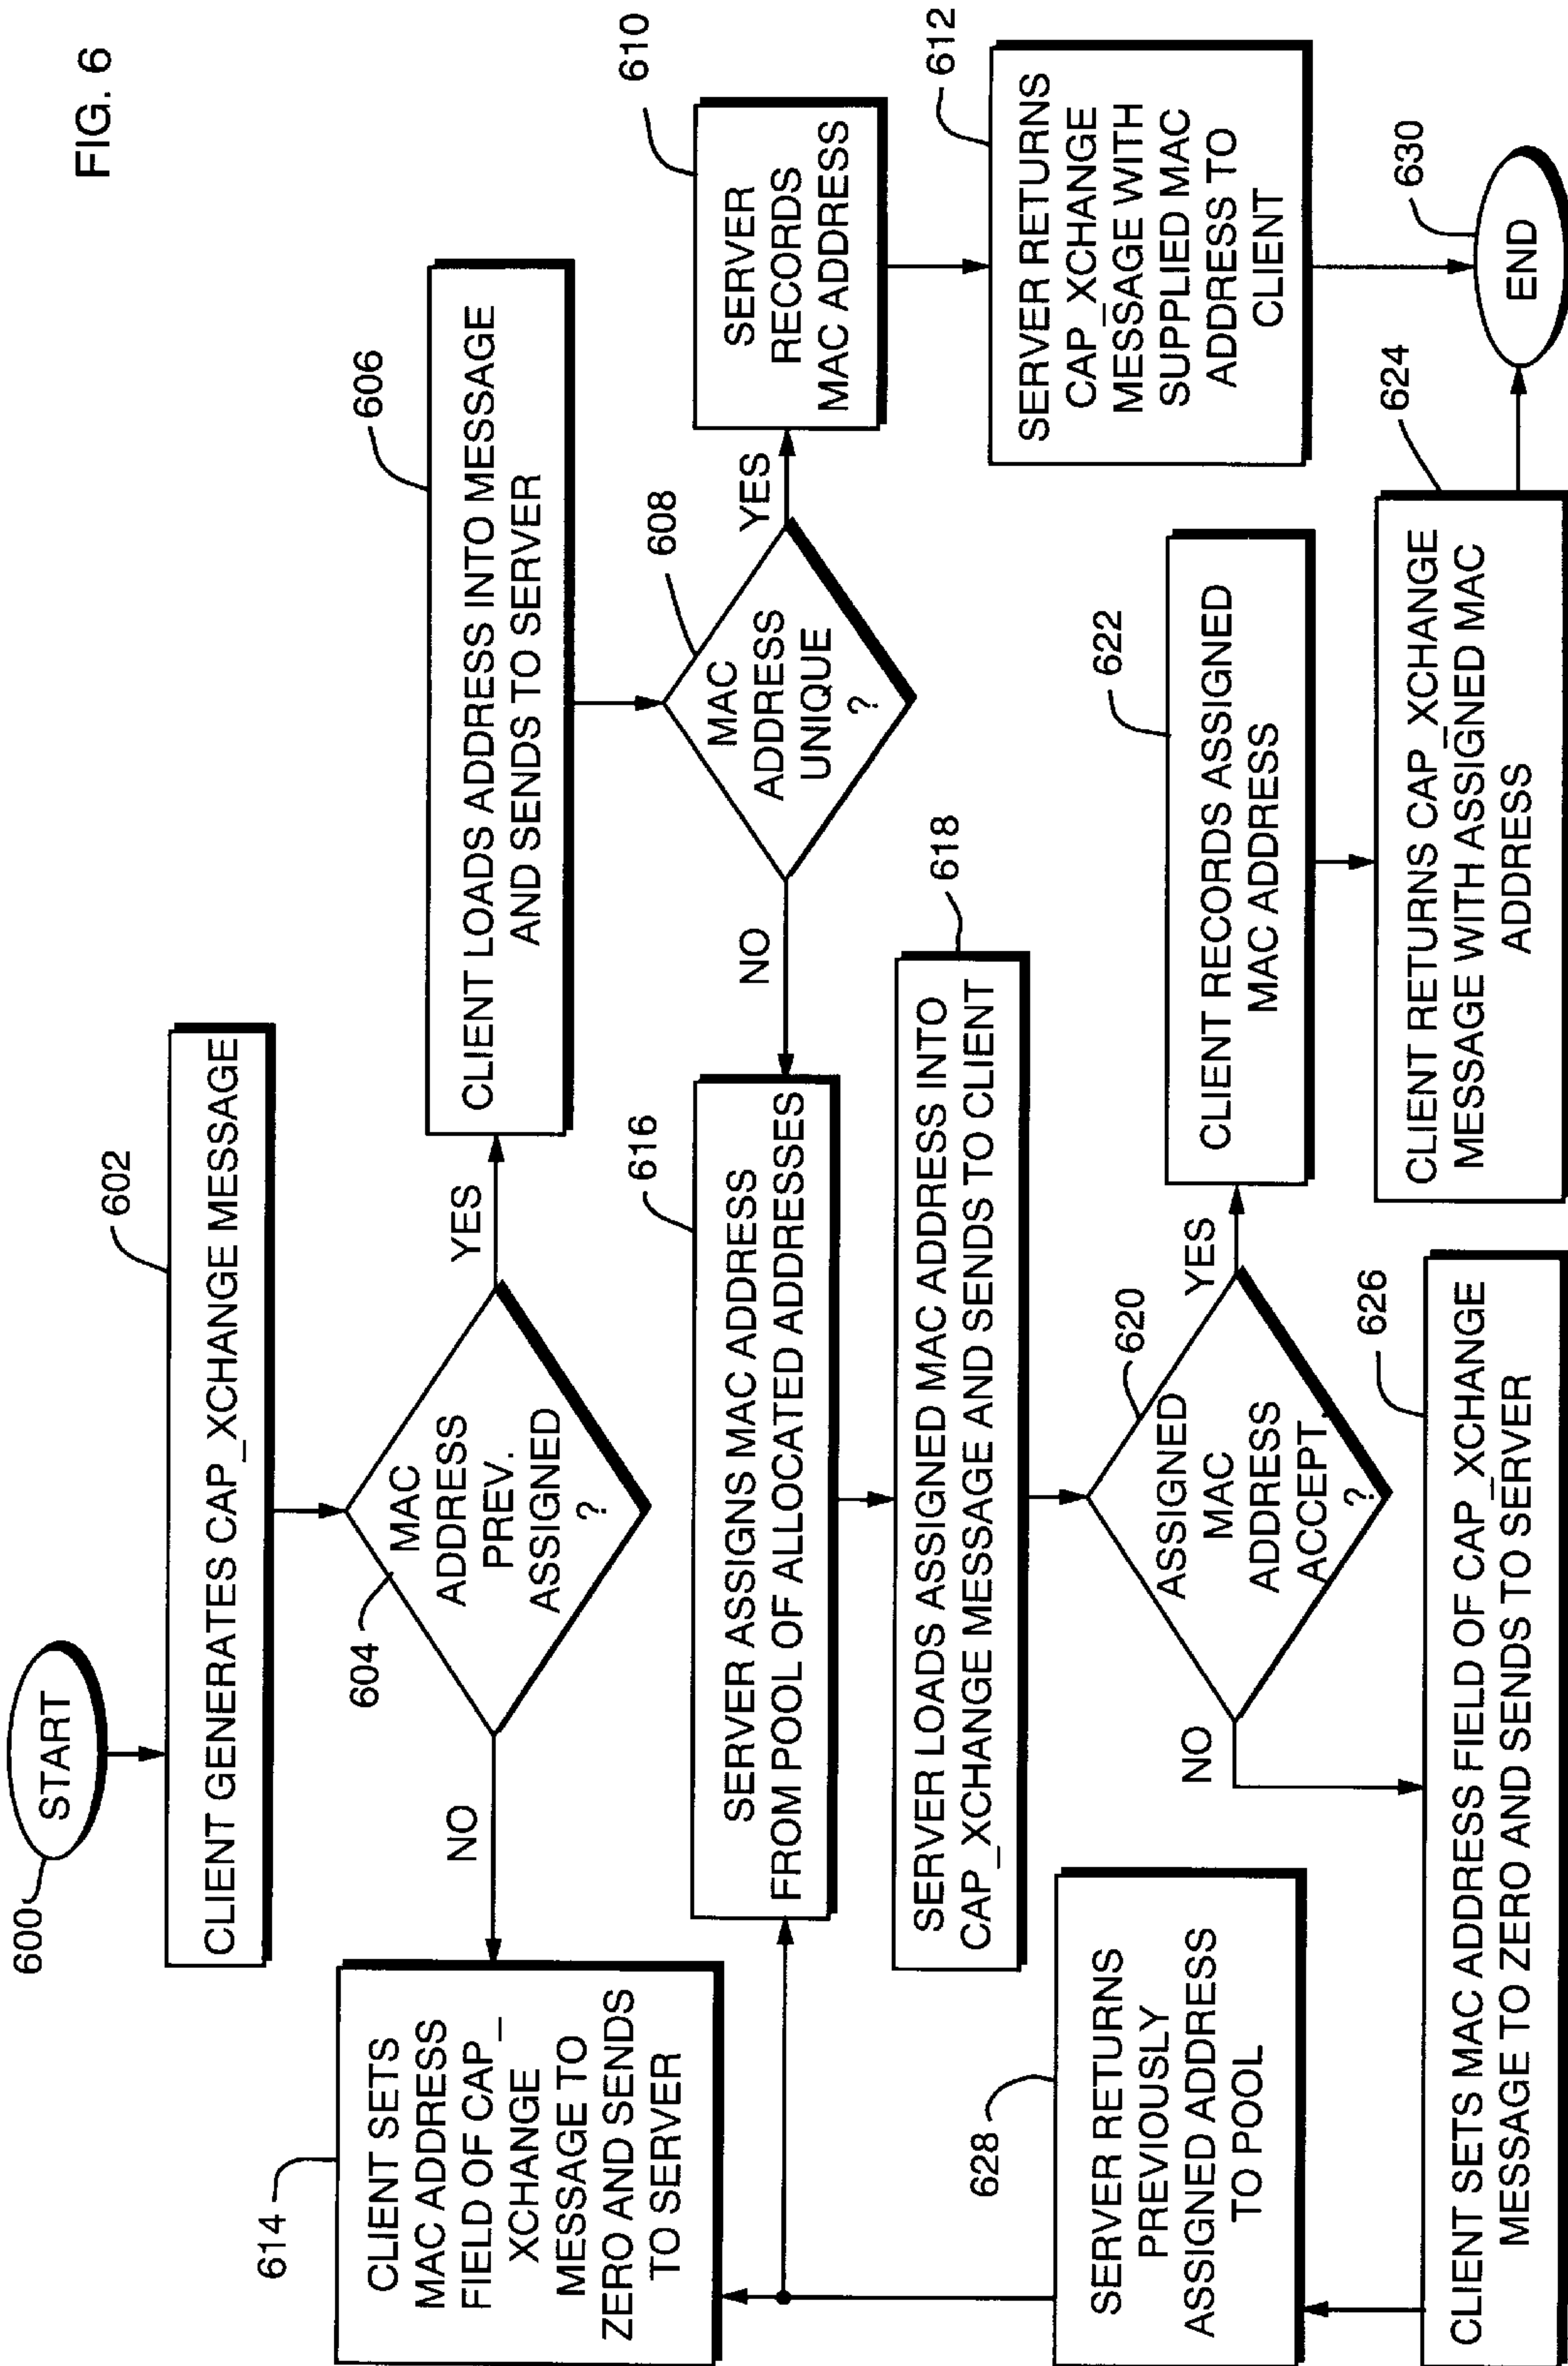 FIG. 6
600
START
602
CLIENT GENERATES CAP_XCHANGE MESSAGE
604
MAC
ADDRESS
PREV.
ASSIGNED
?
YES
NO
606
CLIENT LOADS ADDRESS INTO MESSAGE
AND SENDS TO SERVER
608
MAC
ADDRESS
UNIQUE
?
YES
NO
610
SERVER
RECORDS
MAC ADDRESS
612
SERVER RETURNS
CAP_XCHANGE
MESSAGE WITH
SUPPLIED MAC
ADDRESS TO
CLIENT
614
CLIENT SETS
MAC ADDRESS
FIELD OF CAP_
XCHANGE
MESSAGE TO
ZERO AND SENDS
TO SERVER
616
SERVER ASSIGNS MAC ADDRESS
FROM POOL OF ALLOCATED ADDRESSES
618
SERVER LOADS ASSIGNED MAC ADDRESS INTO
CAP_XCHANGE MESSAGE AND SENDS TO CLIENT
620
ASSIGNED
MAC
ADDRESS
ACCEPT.
?
YES
NO
622
CLIENT RECORDS ASSIGNED
MAC ADDRESS
624
CLIENT RETURNS CAP_XCHANGE
MESSAGE WITH ASSIGNED MAC
ADDRESS
626
CLIENT SETS MAC ADDRESS FIELD OF CAP_XCHANGE
MESSAGE TO ZERO AND SENDS TO SERVER
628
SERVER RETURNS
PREVIOUSLY
ASSIGNED ADDRESS
TO POOL
630
END